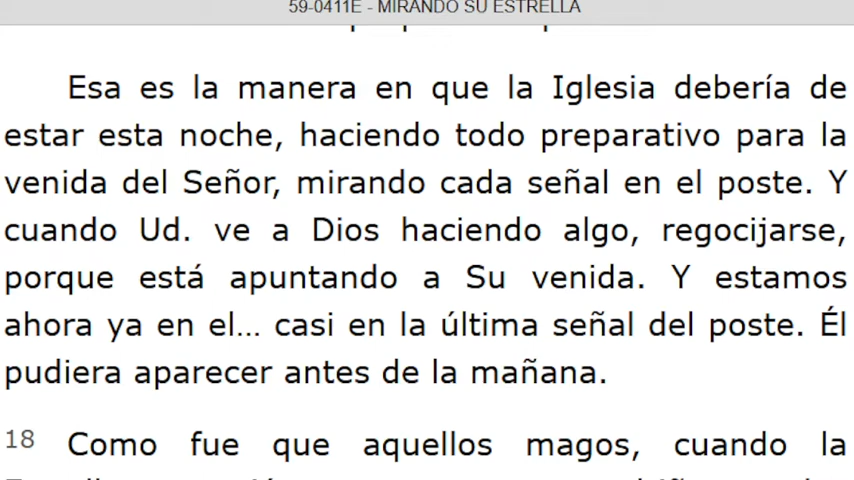 59-0411E - MIRANDO SU ESTRELLA
Esa es la manera en que la Iglesia debería de
estar esta noche, haciendo todo preparativo para la
venida del Señor, mirando cada señal en el poste. Y
cuando Ud. ve a Dios haciendo algo, regocijarse,
porque está apuntando a Su venida. Y estamos
ahora ya en el... casi en la última señal del poste. Él
pudiera aparecer antes de la mañana.
18 Como fue que aquellos magos, cuando la